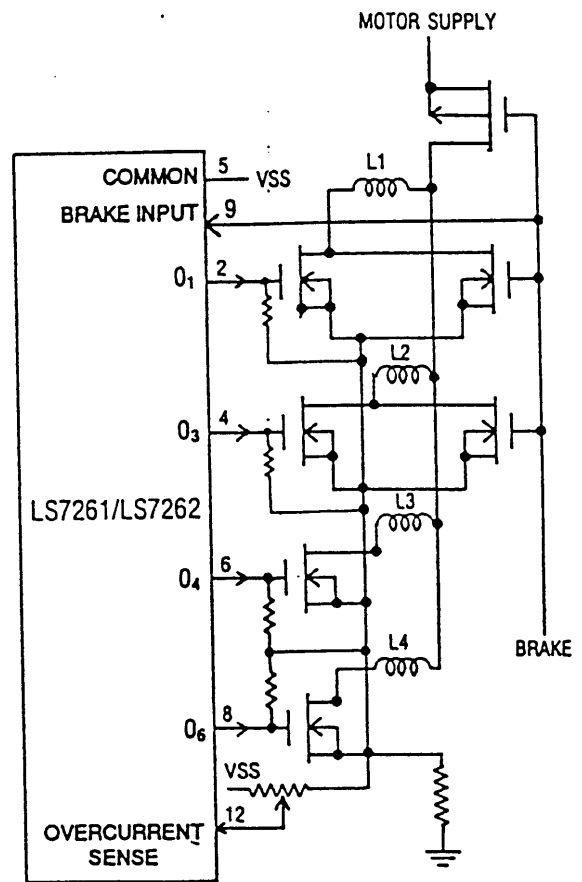 MOTOR SUPPLY
L1
COMMON 5 VSS
BRAKE INPUT 9
O1 2
L2
O3 4
LS7261/LS7262
L3
O4 6
L4
BRAKE
O6 8
VSS
12
OVERCURRENT
SENSE